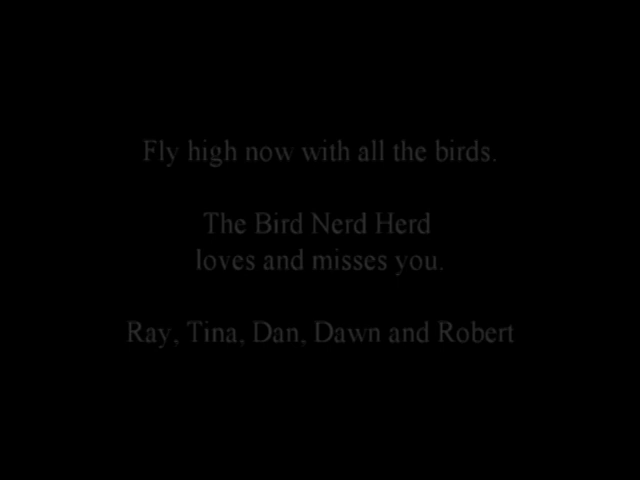 Fly high now with all the birds.
The Bird Nerd Herd
loves and misses you.
Ray, Tina, Dan, Dawn and Robert